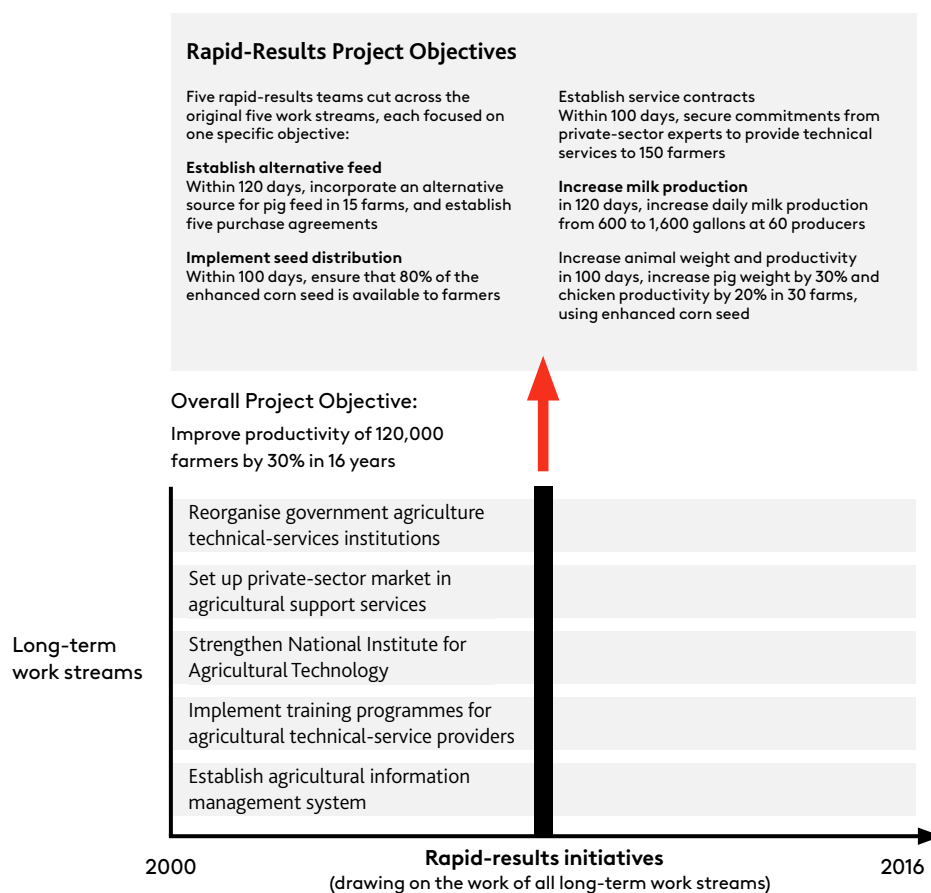 Rapid-Results Project Objectives
Five rapid-results teams cut across the
original five work streams, each focused on
one specific objective:
Establish alternative feed
Within 120 days, incorporate an alternative
source for pig feed in 15 farms, and establish
five purchase agreements
Implement seed distribution
Within 100 days, ensure that 80% of the
enhanced corn seed is available to farmers
Establish service contracts
Within 100 days, secure commitments from
private-sector experts to provide technical
services to 150 farmers
Increase milk production
in 120 days, increase daily milk production
from 600 to 1,600 gallons at 60 producers
Increase animal weight and productivity
in 100 days, increase pig weight by 30% and
chicken productivity by 20% in 30 farms,
using enhanced corn seed
Overall Project Objective:
Improve productivity of 120,000
farmers by 30% in 16 years
Long-term
work streams
Reorganise government agriculture
technical-services institutions
Set up private-sector market in
agricultural support services
Strengthen National Institute for
Agricultural Technology
Implement training programmes for
agricultural technical-service providers
Establish agricultural information
management system
2000
Rapid-results initiatives
(drawing on the work of all long-term work streams)
2016